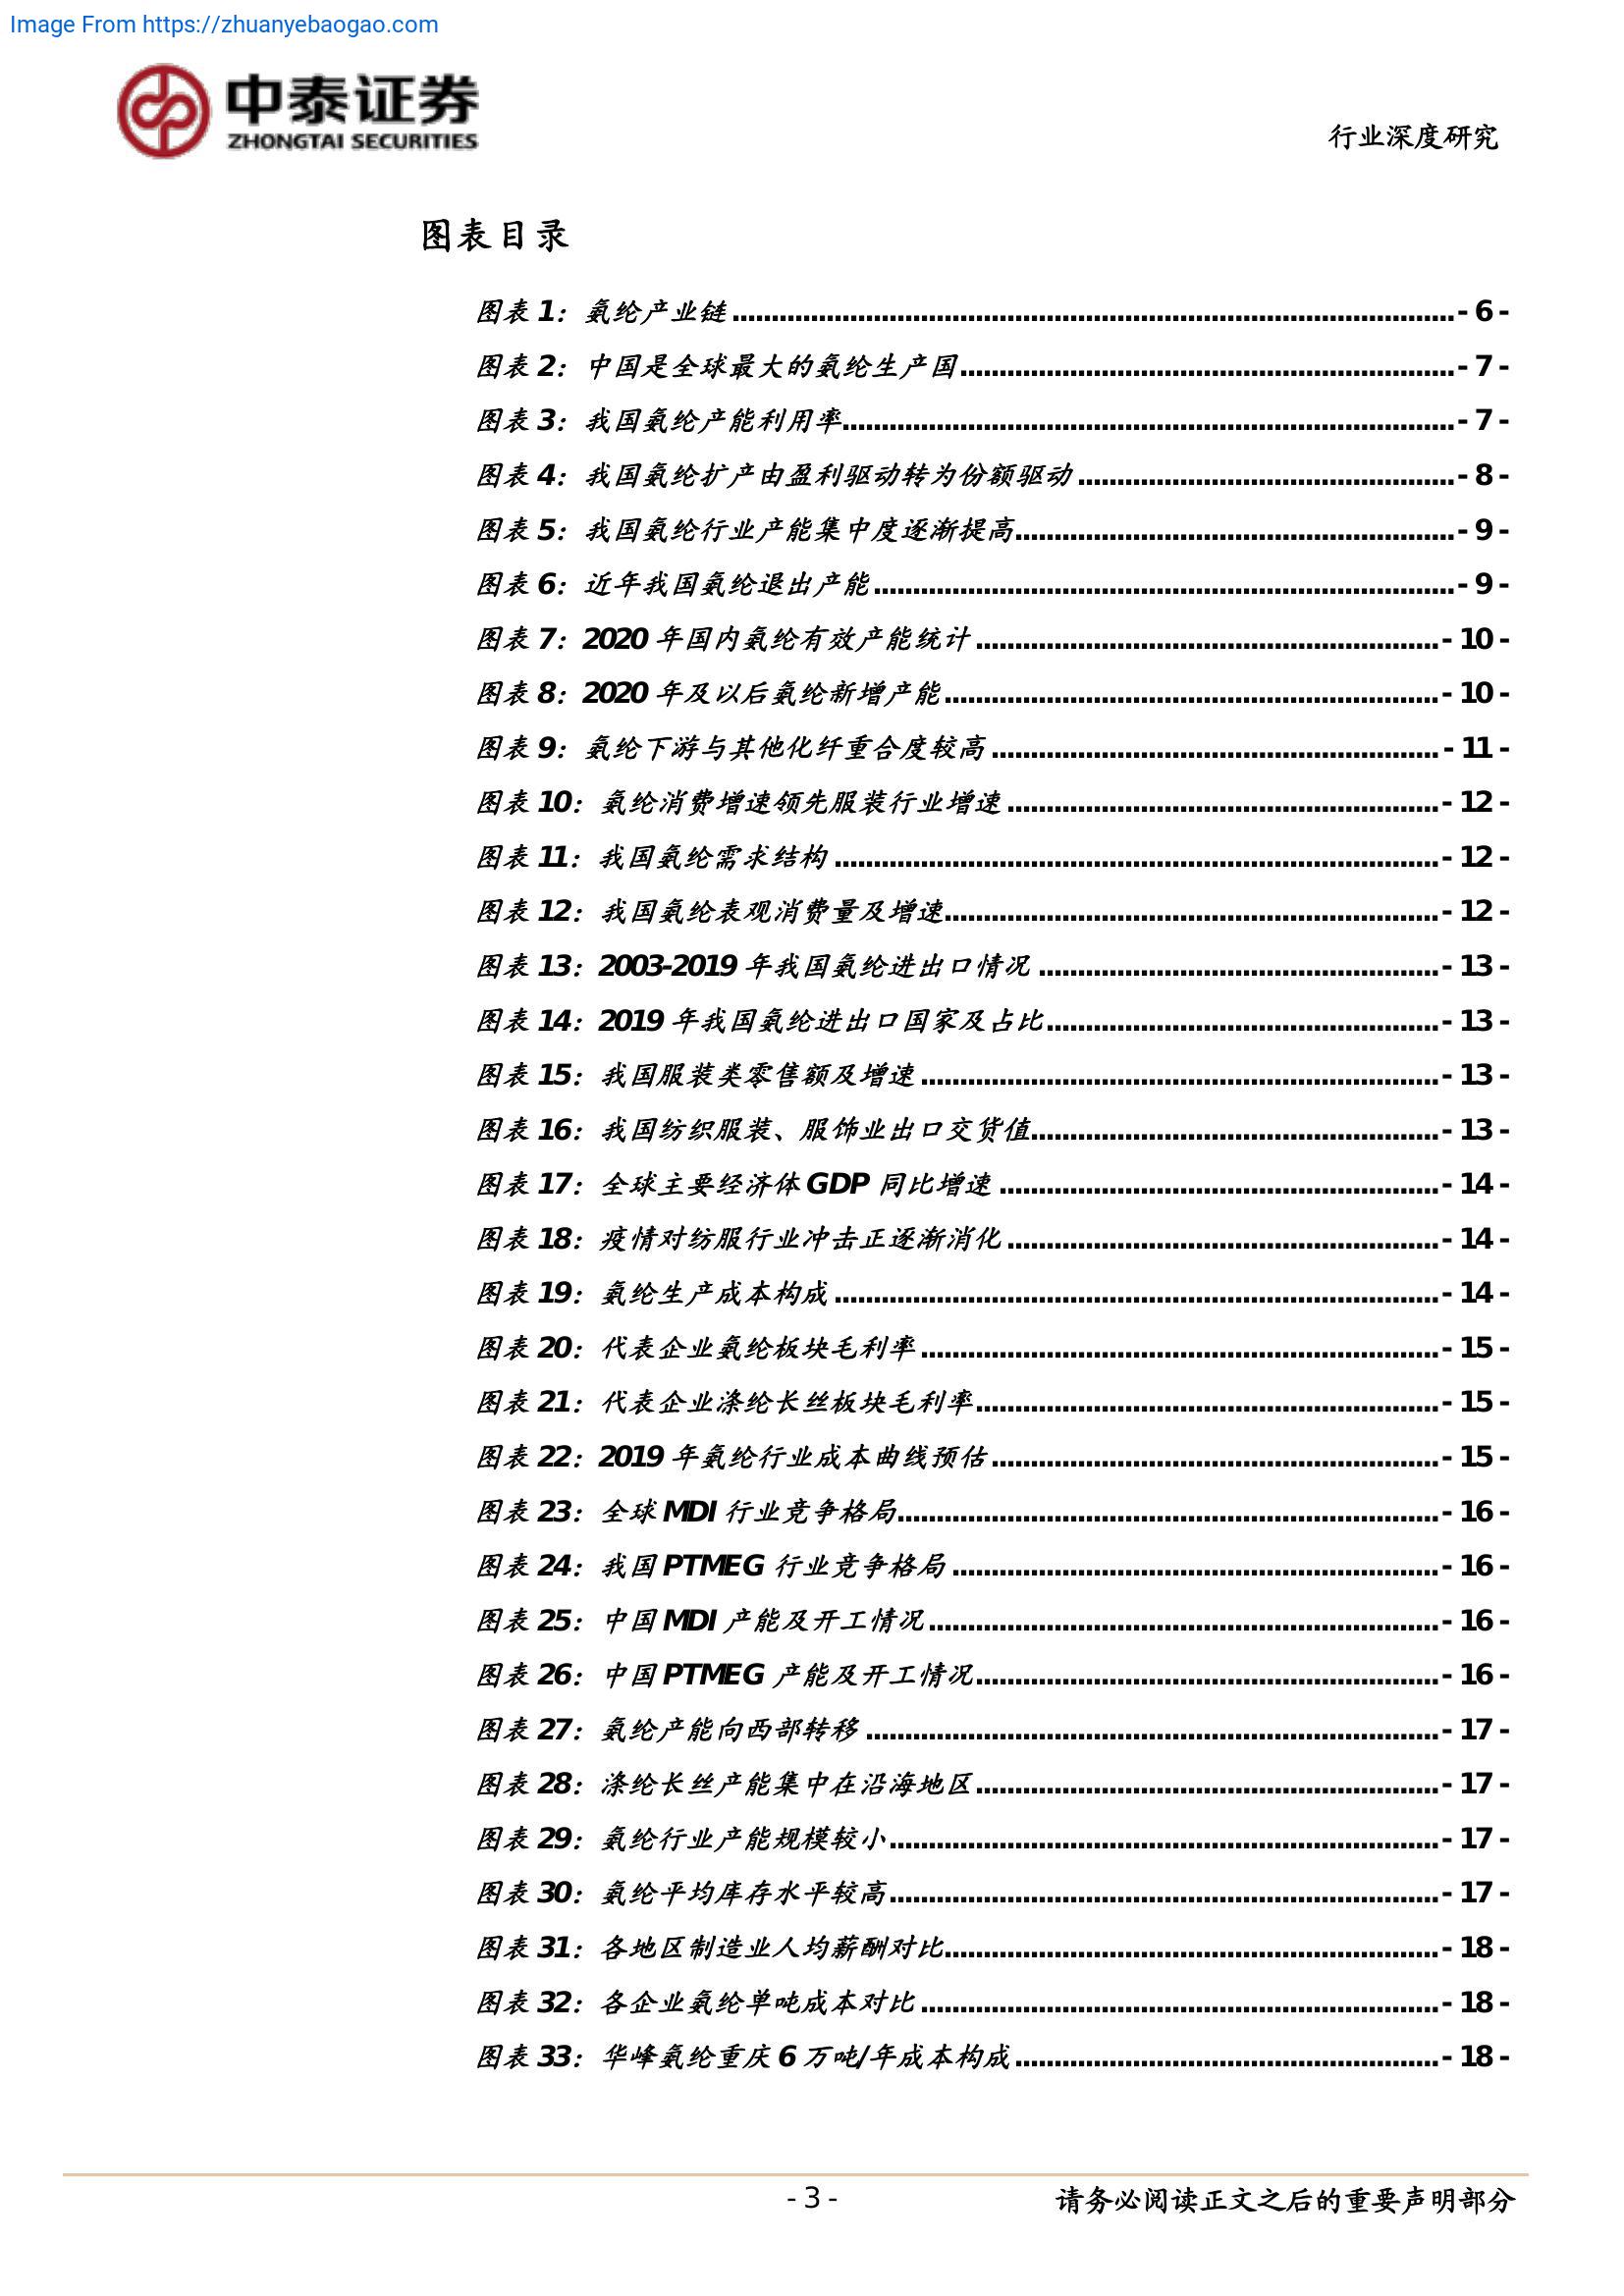 Image From https://zhuanyebaogao.com
中泰证券
ZHONGTAI SECURITIES
行业深度研究
图表目录
图表 1：氨纶产业链 - 6 -
图表 2：中国是全球最大的氨纶生产国 - 7 -
图表 3：我国氨纶产能利用率 - 7 -
图表 4：我国氨纶扩产由盈利驱动转为份额驱动 - 8 -
图表 5：我国氨纶行业产能集中度逐渐提高 - 9 -
图表 6：近年我国氨纶退出产能 - 9 -
图表 7：2020 年国内氨纶有效产能统计 - 10 -
图表 8：2020 年及以后氨纶新增产能 - 10 -
图表 9：氨纶下游与其他化纤重合度较高 - 11 -
图表 10：氨纶消费增速领先服装行业增速 - 12 -
图表 11：我国氨纶需求结构 - 12 -
图表 12：我国氨纶表观消费量及增速 - 12 -
图表 13：2003-2019 年我国氨纶进出口情况 - 13 -
图表 14：2019 年我国氨纶进出口国家及占比 - 13 -
图表 15：我国服装类零售额及增速 - 13 -
图表 16：我国纺织服装、服饰业出口交货值 - 13 -
图表 17：全球主要经济体 GDP 同比增速 - 14 -
图表 18：疫情对纺服行业冲击正逐渐消化 - 14 -
图表 19：氨纶生产成本构成 - 14 -
图表 20：代表企业氨纶板块毛利率 - 15 -
图表 21：代表企业涤纶长丝板块毛利率 - 15 -
图表 22：2019 年氨纶行业成本曲线预估 - 15 -
图表 23：全球 MDI 行业竞争格局 - 16 -
图表 24：我国 PTMEG 行业竞争格局 - 16 -
图表 25：中国 MDI 产能及开工情况 - 16 -
图表 26：中国 PTMEG 产能及开工情况 - 16 -
图表 27：氨纶产能向西部转移 - 17 -
图表 28：涤纶长丝产能集中在沿海地区 - 17 -
图表 29：氨纶行业产能规模较小 - 17 -
图表 30：氨纶平均库存水平较高 - 17 -
图表 31：各地区制造业人均薪酬对比 - 18 -
图表 32：各企业氨纶单吨成本对比 - 18 -
图表 33：华峰氨纶重庆 6 万吨/年成本构成 - 18 -
- 3 -
请务必阅读正文之后的重要声明部分